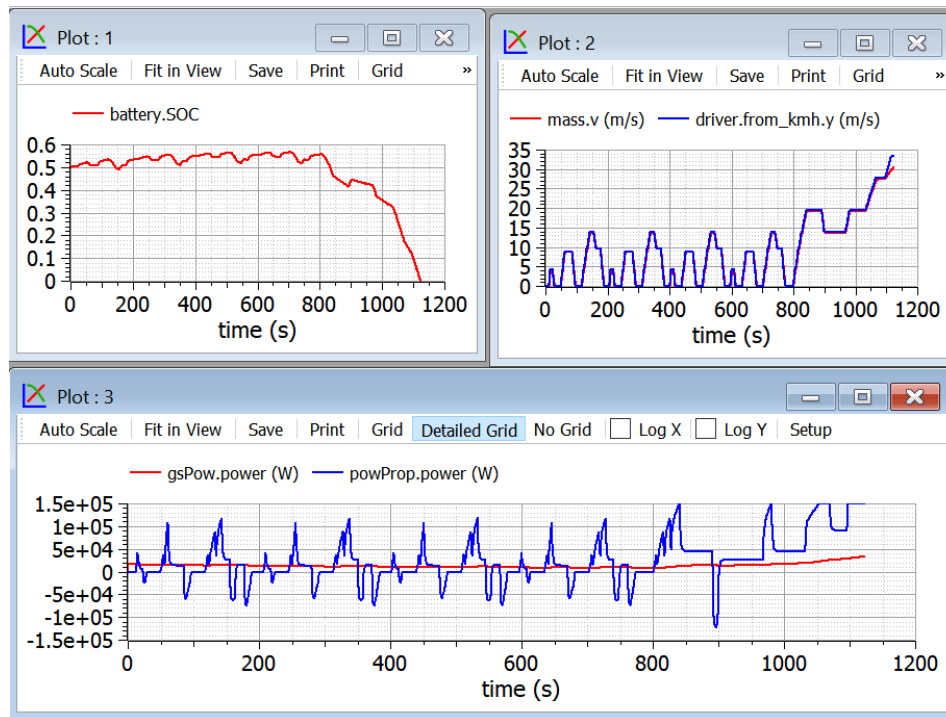 Plot : 1
Auto Scale Fit in View Save Print Grid »
battery.SOC
0.6
0.5
0.4
0.3
0.2
0.1
0
0 200 400 600 800 1000 1200
time (s)
Plot : 2
Auto Scale Fit in View Save Print Grid »
mass.v (m/s) driver.from_kmh.y (m/s)
35
30
25
20
15
10
5
0
0 200 400 600 800 1000 1200
time (s)
Plot : 3
Auto Scale Fit in View Save Print Grid Detailed Grid No Grid Log X Log Y Setup
gsPow.power (W) powProp.power (W)
1.5e+05
1e+05
5e+04
0
-5e+04
-1e+05
-1.5e+05
0 200 400 600 800 1000 1200
time (s)